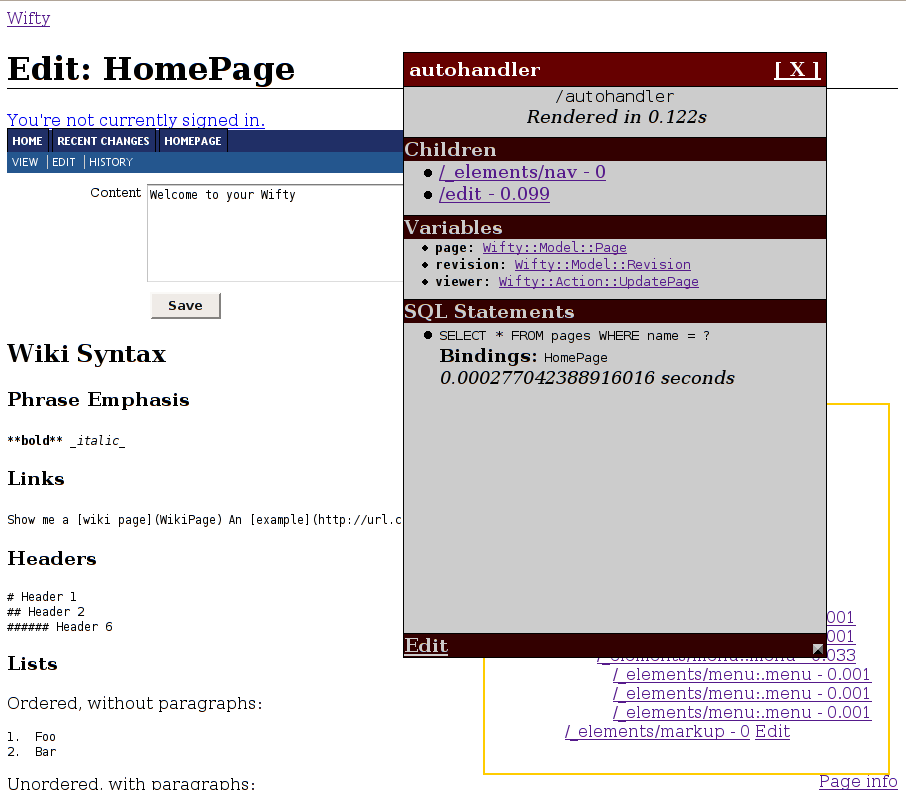 Wifty
Edit: HomePage
You're not currently signed in.
HOME RECENT CHANGES HOMEPAGE
VIEW EDIT HISTORY
Content Welcome to your Wifty
Save
Wiki Syntax
Phrase Emphasis
**bold** _italic_
Links
Show me a [wiki page](WikiPage) An [example](http://url.c
Headers
# Header 1
## Header 2
###### Header 6
Lists
Ordered, without paragraphs:
1. Foo
2. Bar
Unordered, with paragraphs:
autohandler [ X ]
/autohandler
Rendered in 0.122s
Children
/_elements/nav - 0
/edit - 0.099
Variables
page: Wifty::Model::Page
revision: Wifty::Model::Revision
viewer: Wifty::Action::UpdatePage
SQL Statements
SELECT * FROM pages WHERE name = ?
Bindings: HomePage
0.000277042388916016 seconds
Edit
001
001
/_elements/menu:.menu - 0.033
/_elements/menu:.menu - 0.001
/_elements/menu:.menu - 0.001
/_elements/menu:.menu - 0.001
/_elements/markup - 0 Edit
Page info